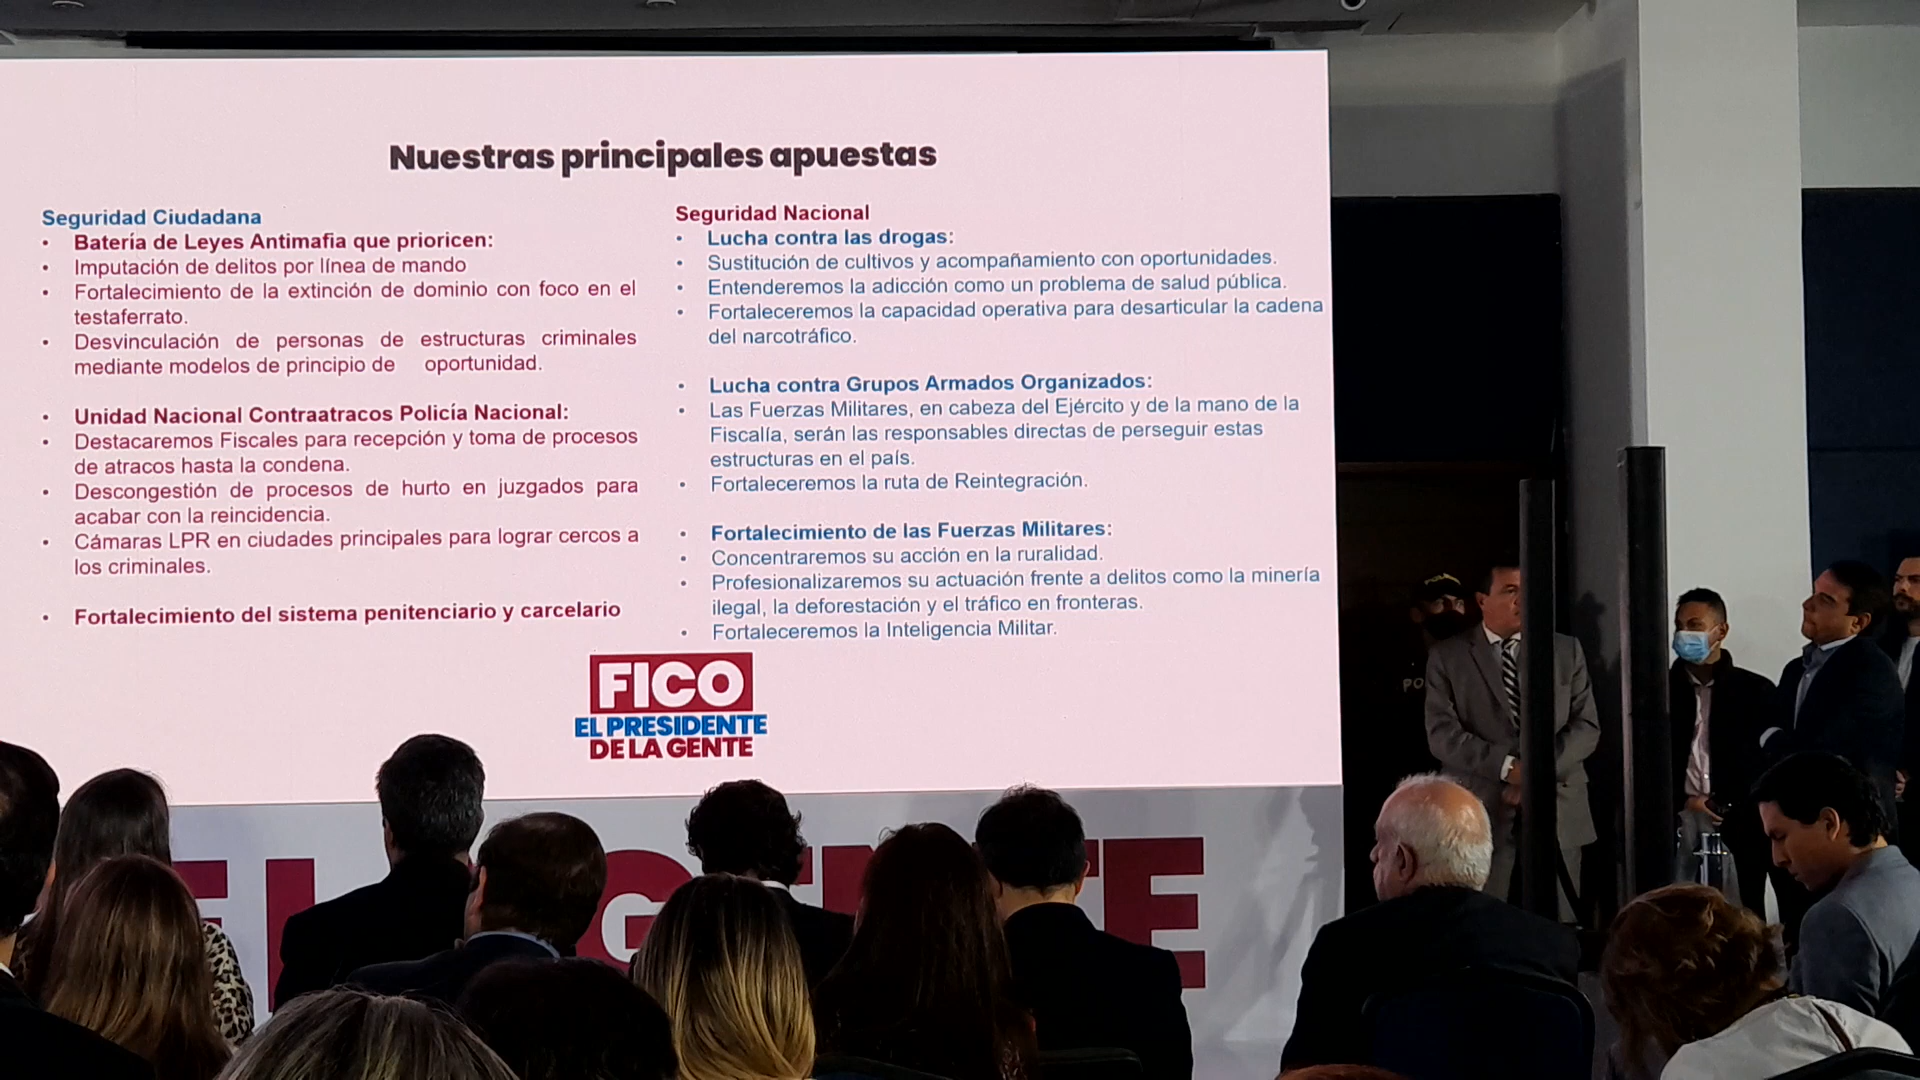 Nuestras principales apuestas
Seguridad Ciudadana
• Batería de Leyes Antimafia que prioricen:
• Imputación de delitos por línea de mando
• Fortalecimiento de la extinción de dominio con foco en el
testaferrato.
• Desvinculación de personas de estructuras criminales
mediante modelos de principio de oportunidad.
• Unidad Nacional Contraatracos Policía Nacional:
• Destacaremos Fiscales para recepción y toma de procesos
de atracos hasta la condena.
• Descongestión de procesos de hurto en juzgados para
acabar con la reincidencia.
• Cámaras LPR en ciudades principales para lograr cercos a
los criminales.
• Fortalecimiento del sistema penitenciario y carcelario
Seguridad Nacional
• Lucha contra las drogas:
• Sustitución de cultivos y acompañamiento con oportunidades.
• Entenderemos la adicción como un problema de salud pública.
• Fortaleceremos la capacidad operativa para desarticular la cadena
del narcotráfico.
• Lucha contra Grupos Armados Organizados:
• Las Fuerzas Militares, en cabeza del Ejército y de la mano de la
Fiscalía, serán las responsables directas de perseguir estas
estructuras en el país.
• Fortaleceremos la ruta de Reintegración.
• Fortalecimiento de las Fuerzas Militares:
• Concentraremos su acción en la ruralidad.
• Profesionalizaremos su actuación frente a delitos como la minería
ilegal, la deforestación y el tráfico en fronteras.
• Fortaleceremos la Inteligencia Militar.
FICO
EL PRESIDENTE
DE LA GENTE